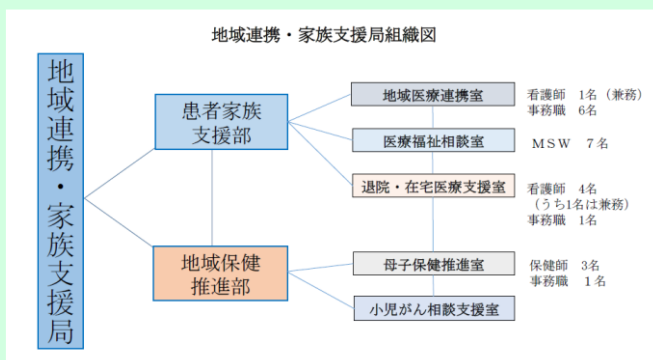 地域連携・家族支援局組織図
地域連携・家族支援局
患者家族
支援部
地域保健
推進部
地域医療連携室
看護師 1名（兼務）
事務職 6名
医療福祉相談室
ＭＳＷ ７名
退院・在宅医療支援室
看護師 4名
（うち1名は兼務）
事務職 1名
母子保健推進室
保健師 3名
事務職 １名
小児がん相談支援室